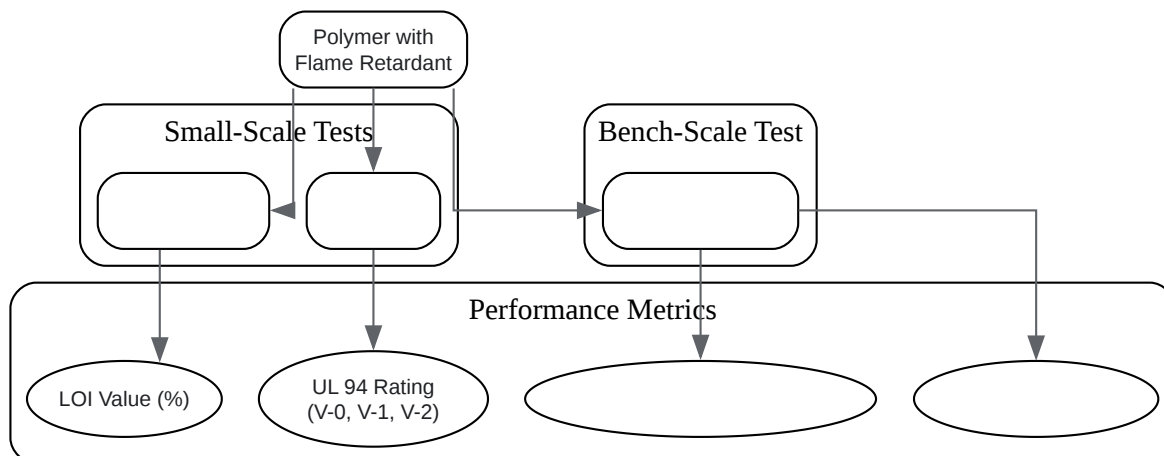 Polymer with
Flame Retardant
Small-Scale Tests
Bench-Scale Test
Performance Metrics
LOI Value (%)
UL 94 Rating
(V-0, V-1, V-2)